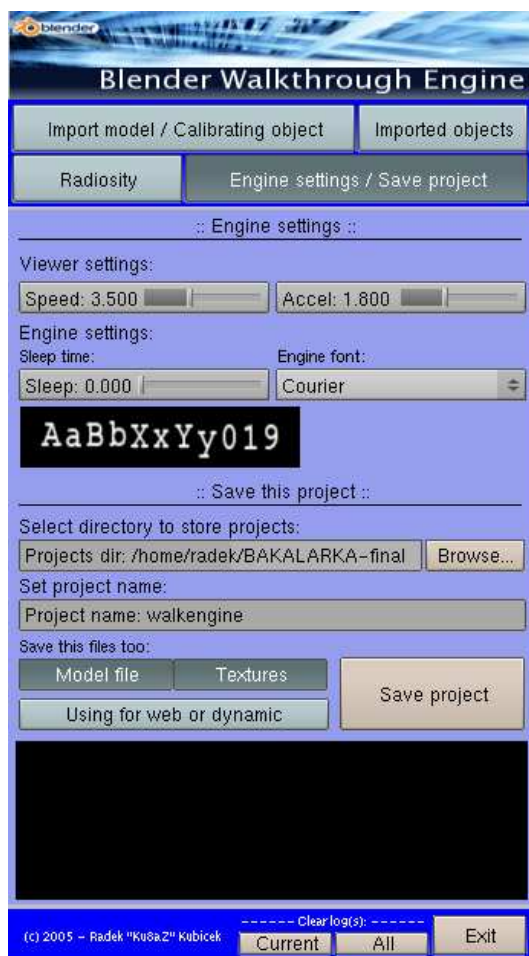 blender
Blender Walkthrough Engine
Import model / Calibrating object
Imported objects
Radiosity
Engine settings / Save project
:: Engine settings ::
Viewer settings:
Speed: 3.500
Accel: 1.800
Engine settings:
Sleep time:
Engine font:
Sleep: 0.000
Courier
AaBbXxYy019
:: Save this project ::
Select directory to store projects:
Projects dir: /home/radek/BAKALARKA-final
Browse...
Set project name:
Project name: walkengine
Save this files too:
Model file
Textures
Save project
Using for web or dynamic
------ Clear log(s): ------
(c) 2005 - Radek "Ku8a.Z" Kubicek
Current
All
Exit